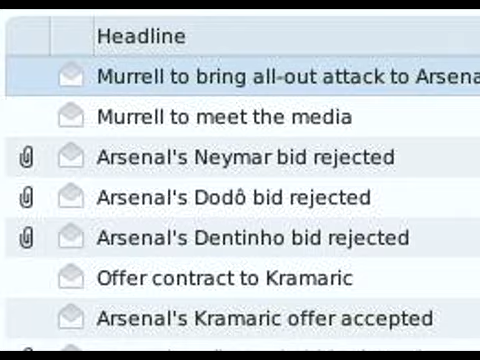 Headline
Murrell to bring all-out attack to Arsena
Murrell to meet the media
Arsenal's Neymar bid rejected
Arsenal's Dodô bid rejected
Arsenal's Dentinho bid rejected
Offer contract to Kramaric
Arsenal's Kramaric offer accepted